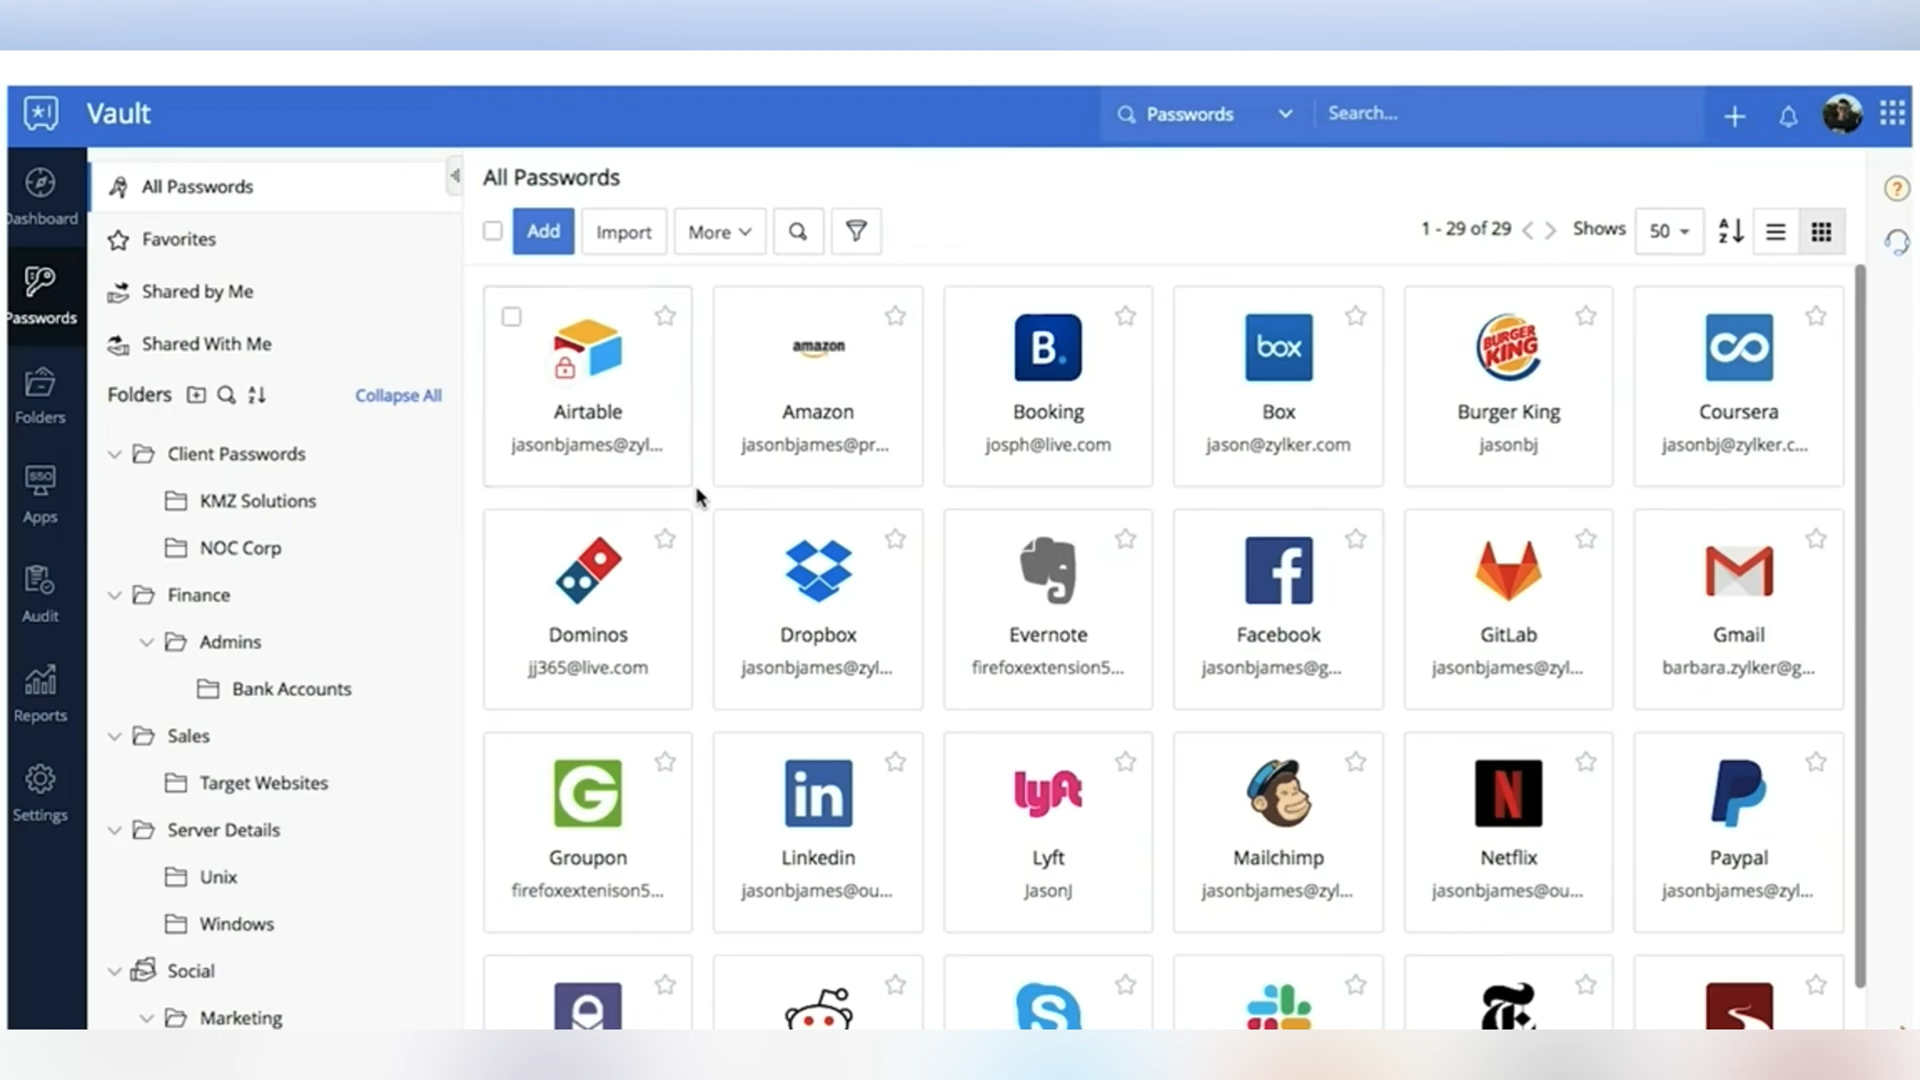 Vault
Passwords
Search...
Dashboard
Passwords
Folders
SSO
Apps
Audit
Reports
Settings
All Passwords
Favorites
Shared by Me
Shared With Me
Folders
Collapse All
Client Passwords
KMZ Solutions
NOC Corp
Finance
Admins
Bank Accounts
Sales
Target Websites
Server Details
Unix
Windows
Social
Marketing
All Passwords
Add
Import
More
1 - 29 of 29
Shows
50
AZ
Airtable
jasonbjames@zyl...
amazon
Amazon
jasonbjames@pr...
B.
Booking
josph@live.com
box
Box
jason@zylker.com
BURGER KING
Burger King
jasonbj
Coursera
jasonbj@zylker.c...
Dominos
jj365@live.com
Dropbox
jasonbjames@zyl...
Evernote
firefoxextension5...
f
Facebook
jasonbjames@g...
GitLab
jasonbjames@zyl...
M
Gmail
barbara.zylker@g...
G
Groupon
firefoxextenison5...
in
Linkedin
jasonbjames@ou...
lyft
Lyft
JasonJ
Mailchimp
jasonbjames@zyl...
N
Netflix
jasonbjames@ou...
P
Paypal
jasonbjames@zyl...
S
T